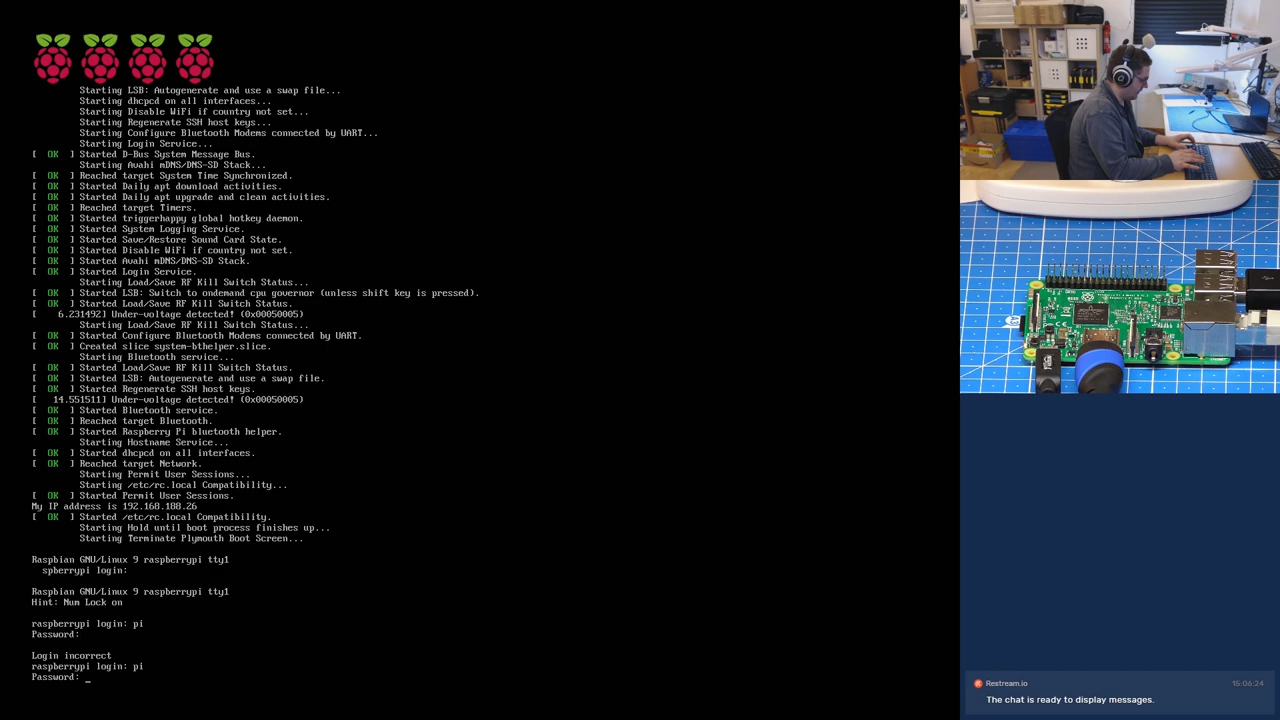 Starting LSB: Autogenerate and use a swap file...
Starting dhcpcd on all interfaces...
Starting Disable WiFi if country not set...
Starting Regenerate SSH host keys...
Starting Configure Bluetooth Modems connected by UART...
Starting Login Service...
[ OK ] Started D-Bus System Message Bus.
Starting Avahi mDNS/DNS-SD Stack...
[ OK ] Reached target System Time Synchronized.
[ OK ] Started Daily apt download activities.
[ OK ] Started Daily apt upgrade and clean activities.
[ OK ] Reached target Timers.
[ OK ] Started triggerhappy global hotkey daemon.
[ OK ] Started System Logging Service.
[ OK ] Started Save/Restore Sound Card State.
[ OK ] Started Disable WiFi if country not set.
[ OK ] Started Avahi mDNS/DNS-SD Stack.
[ OK ] Started Login Service.
Starting Load/Save RF Kill Switch Status...
[ OK ] Started LSB: Switch to ondemand cpu governor (unless shift key is pressed).
[ OK ] Started Load/Save RF Kill Switch Status.
[ 6.231492] Under-voltage detected! (0x00050005)
Starting Load/Save RF Kill Switch Status...
[ OK ] Started Configure Bluetooth Modems connected by UART.
[ OK ] Created slice system-bthelper.slice.
Starting Bluetooth service...
[ OK ] Started Load/Save RF Kill Switch Status.
[ OK ] Started LSB: Autogenerate and use a swap file.
[ OK ] Started Regenerate SSH host keys.
[ 14.551511] Under-voltage detected! (0x00050005)
[ OK ] Started Bluetooth service.
[ OK ] Reached target Bluetooth.
[ OK ] Started Raspberry Pi bluetooth helper.
Starting Hostname Service...
[ OK ] Started dhcpcd on all interfaces.
[ OK ] Reached target Network.
Starting Permit User Sessions...
Starting /etc/rc.local Compatibility...
[ OK ] Started Permit User Sessions.
My IP address is 192.168.188.26
[ OK ] Started /etc/rc.local Compatibility.
Starting Hold until boot process finishes up...
Starting Terminate Plymouth Boot Screen...
Raspbian GNU/Linux 9 raspberrypi tty1
spberrypi login:
Raspbian GNU/Linux 9 raspberrypi tty1
Hint: Num Lock on
raspberrypi login: pi
Password:
Login incorrect
raspberrypi login: pi
Password: _
Restream.io 15:06:24
The chat is ready to display messages.